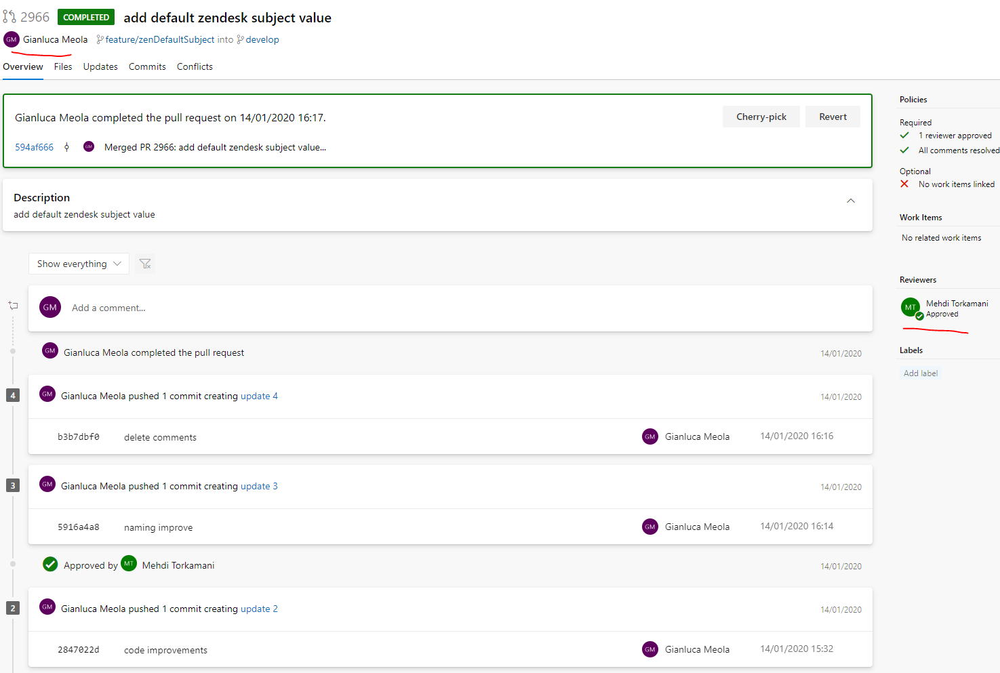 2966 COMPLETED add default zendesk subject value
GM Gianluca Meola feature/zenDefaultSubject into develop
Overview Files Updates Commits Conflicts
Gianluca Meola completed the pull request on 14/01/2020 16:17.
Cherry-pick Revert
594af666 GM Merged PR 2966: add default zendesk subject value...
Description
add default zendesk subject value
Show everything
GM Add a comment...
GM Gianluca Meola completed the pull request 14/01/2020
4 GM Gianluca Meola pushed 1 commit creating update 4 14/01/2020
b3b7dbf0 delete comments GM Gianluca Meola 14/01/2020 16:16
3 GM Gianluca Meola pushed 1 commit creating update 3 14/01/2020
5916a4a8 naming improve GM Gianluca Meola 14/01/2020 16:14
Approved by MT Mehdi Torkamani 14/01/2020
2 GM Gianluca Meola pushed 1 commit creating update 2 14/01/2020
2847022d code improvements GM Gianluca Meola 14/01/2020 15:32
Policies
Required
1 reviewer approved
All comments resolved
Optional
No work items linked
Work Items
No related work items
Reviewers
MT Mehdi Torkamani
Approved
Labels
Add label